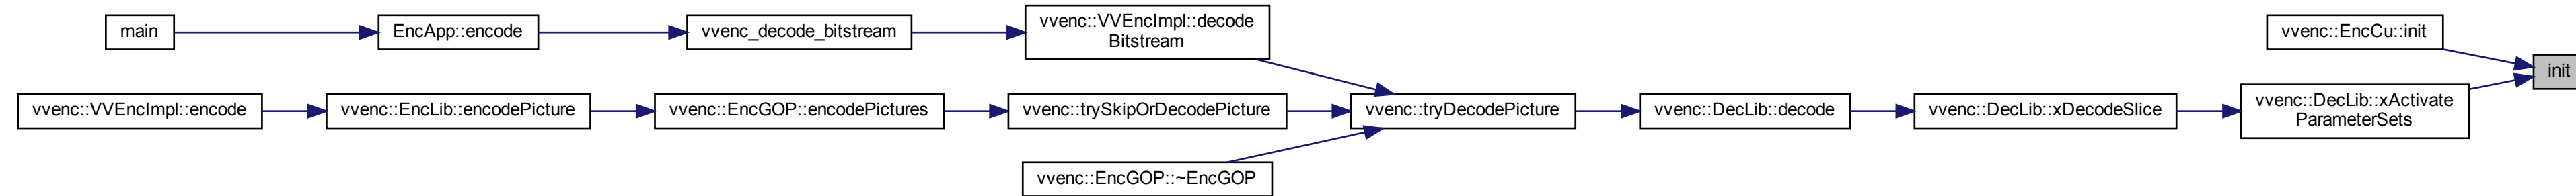 main
EncApp::encode
vvenc_decode_bitstream
vvenc::VVEncImpl::decode
Bitstream
vvenc::EncCu::init
init
vvenc::VVEncImpl::encode
vvenc::EncLib::encodePicture
vvenc::EncGOP::encodePictures
vvenc::trySkipOrDecodePicture
vvenc::tryDecodePicture
vvenc::DecLib::decode
vvenc::DecLib::xDecodeSlice
vvenc::DecLib::xActivate
ParameterSets
vvenc::EncGOP::~EncGOP